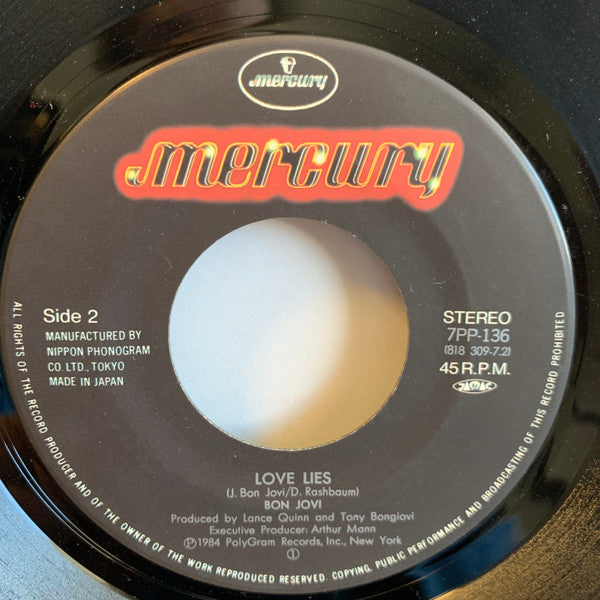 mercury
mercury
Side 2
MANUFACTURED BY
NIPPON PHONOGRAM
CO. LTD., TOKYO
MADE IN JAPAN
STEREO
7PP-136
(818 309-7.2)
45 R.P.M.
LOVE LIES
(J. Bon Jovi/D. Rashbaum)
BON JOVI
Produced by Lance Quinn and Tony Bongiovi
Executive Producer: Arthur Mann
Ⓟ1984 PolyGram Records, Inc., New York
①
ALL RIGHTS OF THE RECORD PRODUCER AND OF THE OWNER OF THE WORK REPRODUCED RESERVED. COPYING, PUBLIC PERFORMANCE AND BROADCASTING OF THIS RECORD PROHIBITED